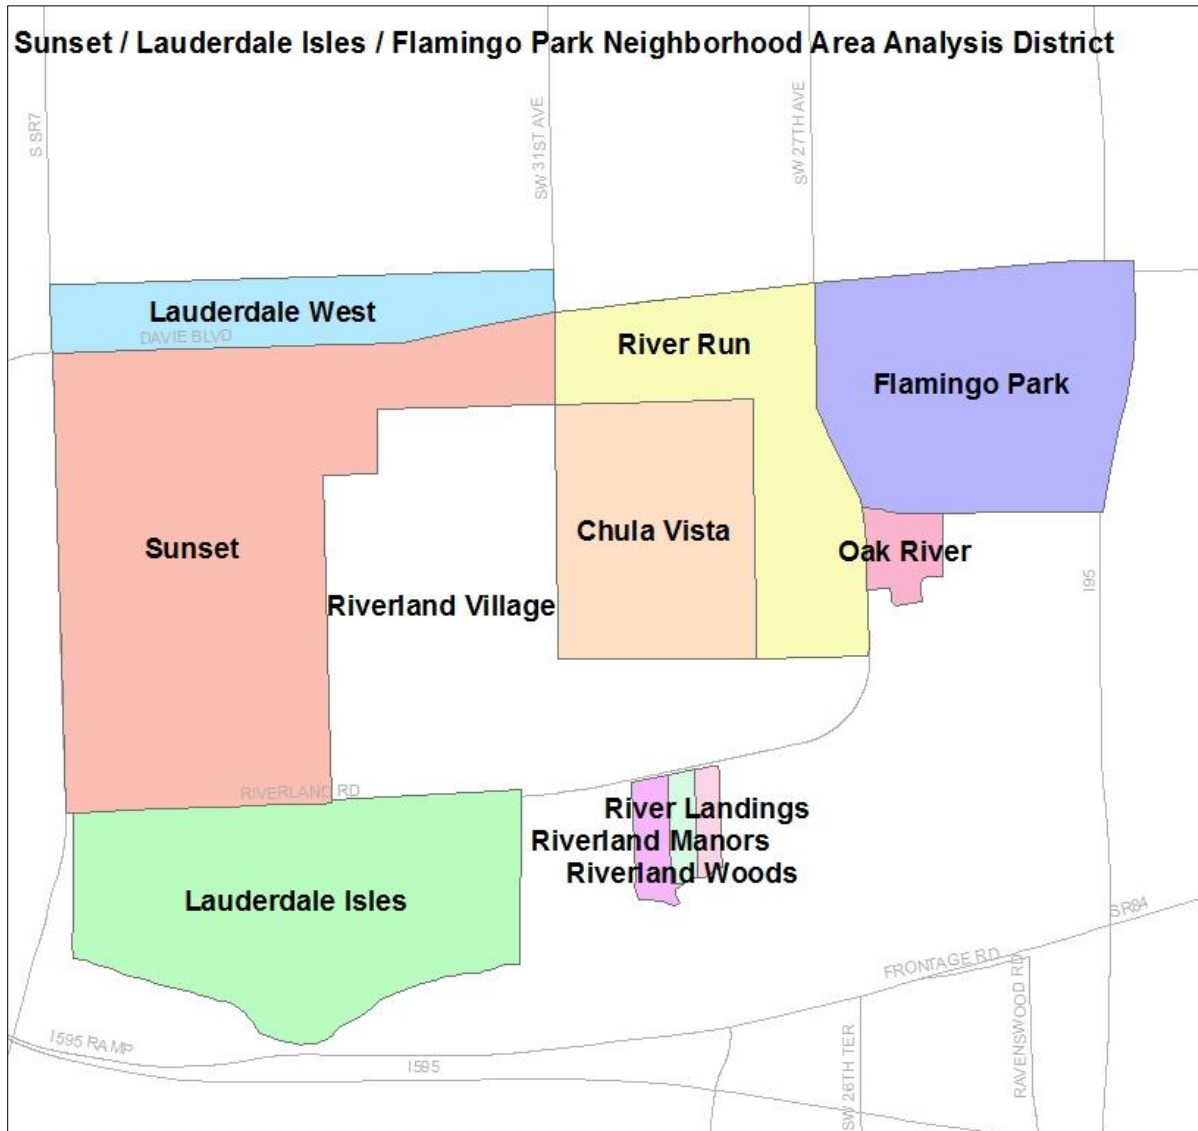 Sunset / Lauderdale Isles / Flamingo Park Neighborhood Area Analysis District
S SR7
SW 31ST AVE
SW 27TH AVE
Lauderdale West
DAVIE BLVD
River Run
Flamingo Park
Sunset
Chula Vista
Oak River
I95
Riverland Village
RIVERLAND RD
River Landings
Riverland Manors
Riverland Woods
Lauderdale Isles
SR84
FRONTAGE RD
RAVENSWOOD RD
I595 RAMP
I595
SW 26TH TER